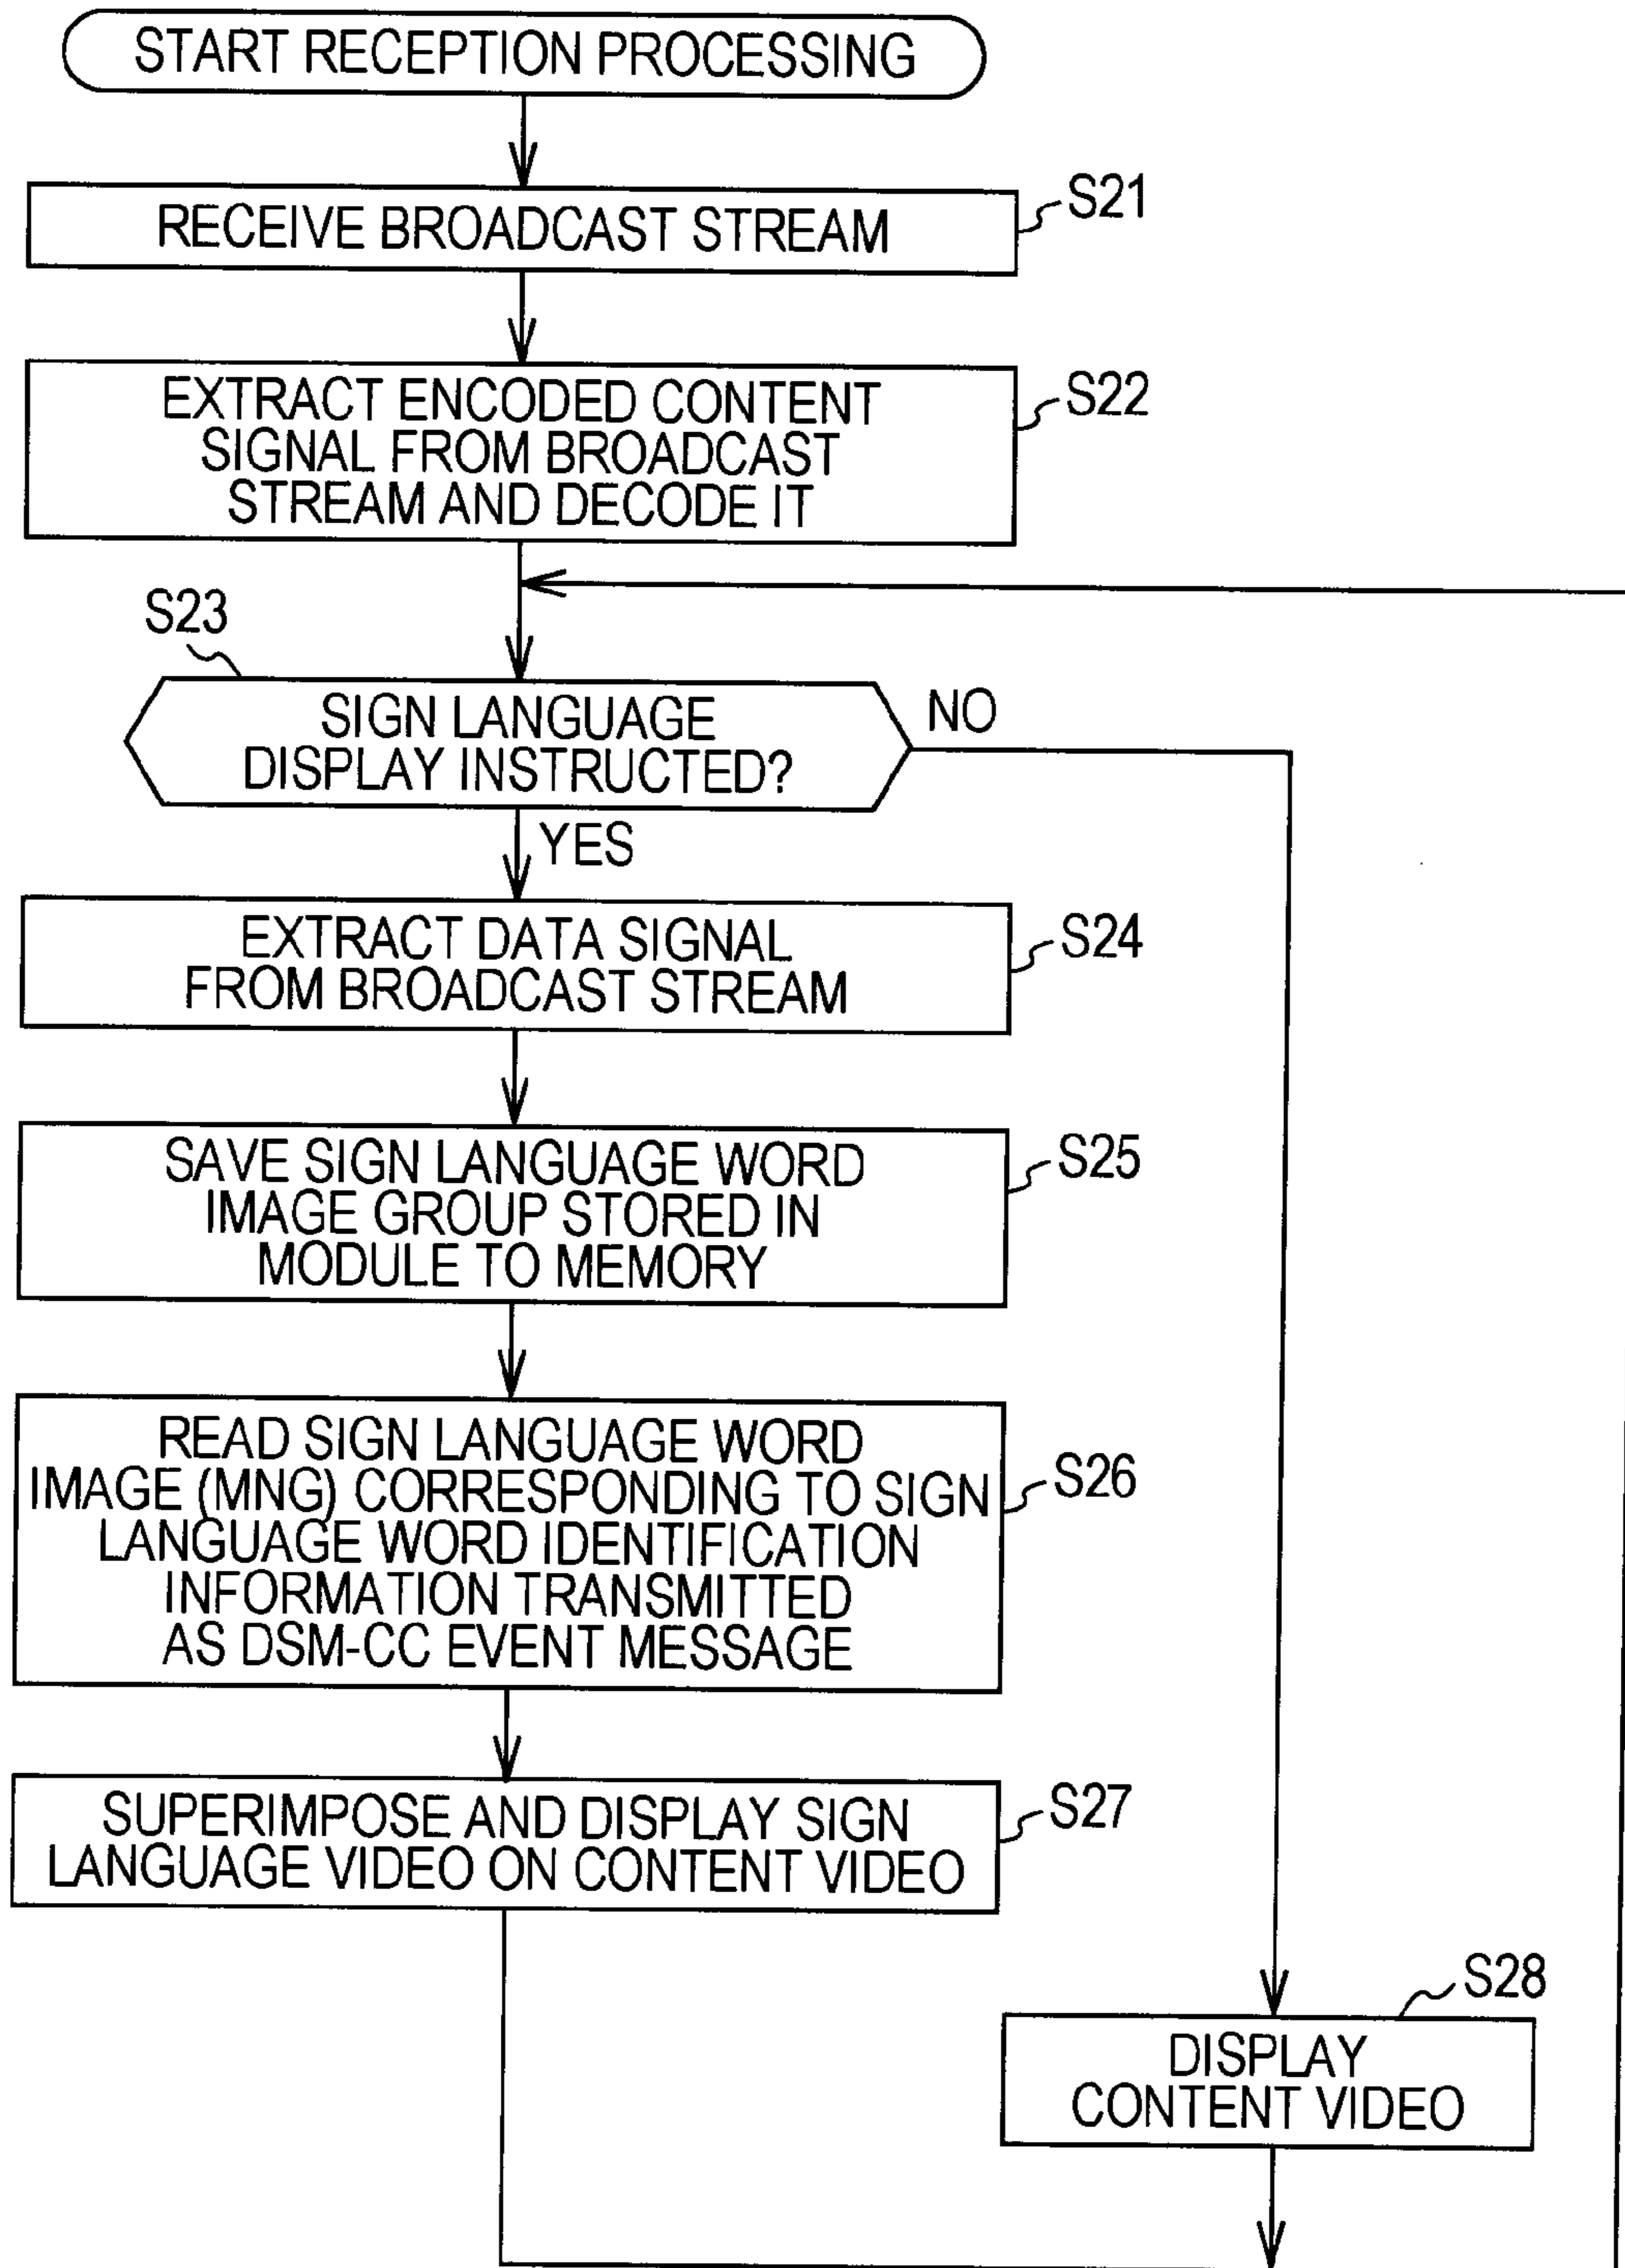 START RECEPTION PROCESSING
S21
RECEIVE BROADCAST STREAM
S22
EXTRACT ENCODED CONTENT
SIGNAL FROM BROADCAST
STREAM AND DECODE IT
S23
SIGN LANGUAGE
DISPLAY INSTRUCTED?
NO
YES
S24
EXTRACT DATA SIGNAL
FROM BROADCAST STREAM
S25
SAVE SIGN LANGUAGE WORD
IMAGE GROUP STORED IN
MODULE TO MEMORY
S26
READ SIGN LANGUAGE WORD
IMAGE (MNG) CORRESPONDING TO SIGN
LANGUAGE WORD IDENTIFICATION
INFORMATION TRANSMITTED
AS DSM-CC EVENT MESSAGE
S27
SUPERIMPOSE AND DISPLAY SIGN
LANGUAGE VIDEO ON CONTENT VIDEO
S28
DISPLAY
CONTENT VIDEO